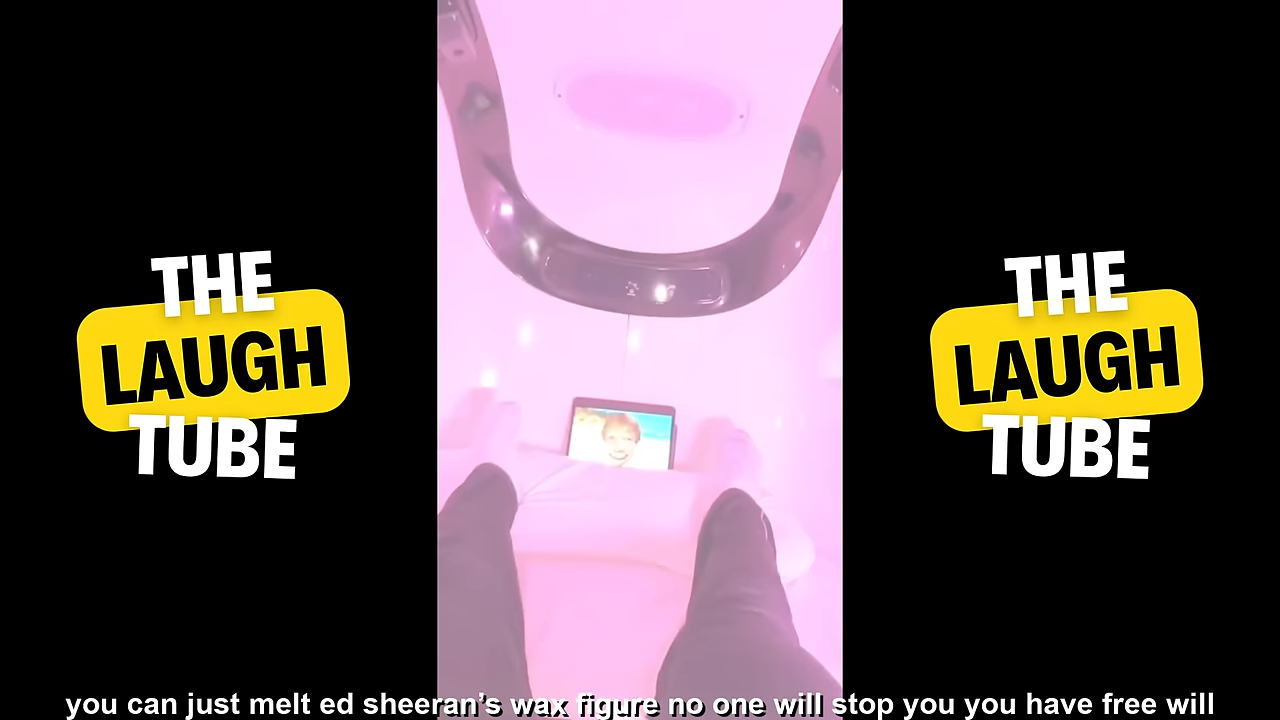 THE
LAUGH
TUBE
THE
LAUGH
TUBE
you can just melt ed sheeran's wax figure no one will stop you you have free will